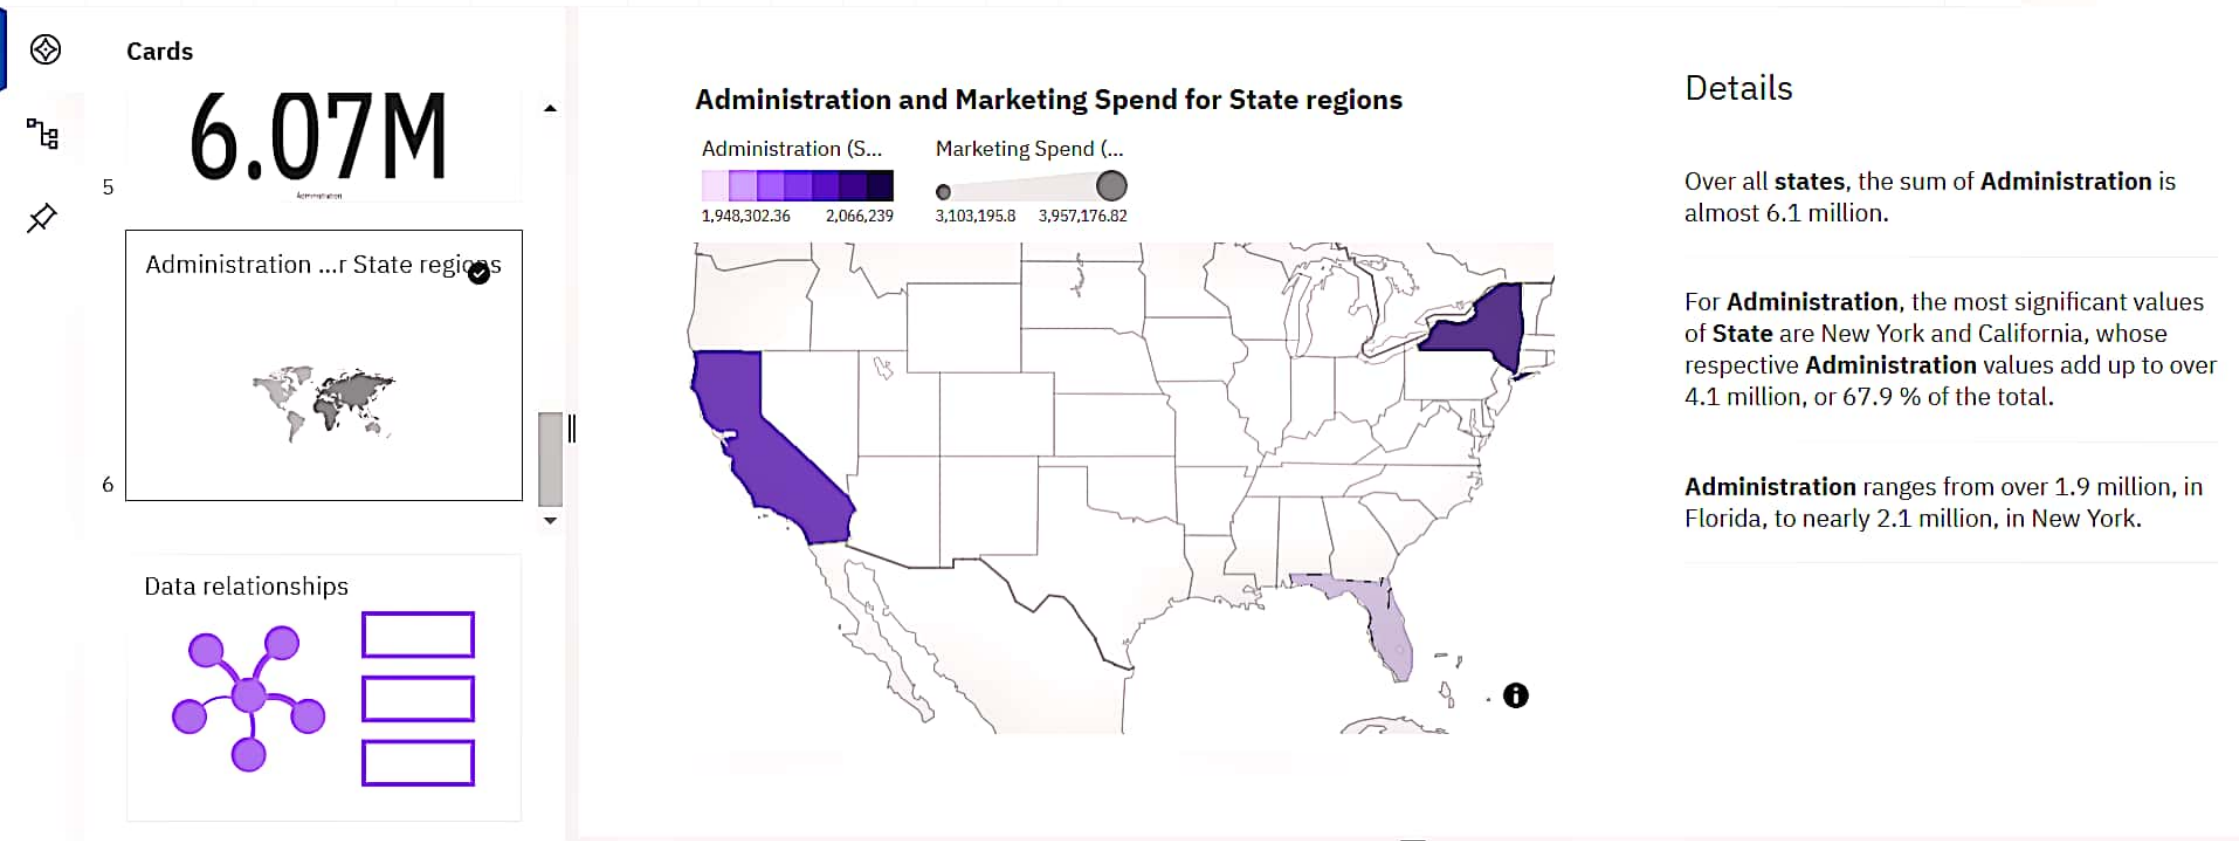 Cards
6.07M
Administration
5
Administration ...r State regions
6
Data relationships
Administration and Marketing Spend for State regions
Administration (S...
Marketing Spend (...
1,948,302.36
2,066,239
3,103,195.8
3,957,176.82
Details
Over all states, the sum of Administration is
almost 6.1 million.
For Administration, the most significant values
of State are New York and California, whose
respective Administration values add up to over
4.1 million, or 67.9 % of the total.
Administration ranges from over 1.9 million, in
Florida, to nearly 2.1 million, in New York.